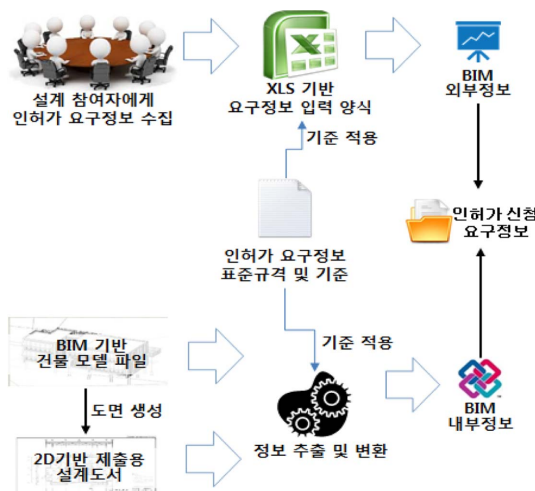 설계 참여자에게
인허가 요구정보 수집
XLS 기반
요구정보 입력 양식
BIM
외부정보
기준 적용
인허가 신청
요구정보
인허가 요구정보
표준규격 및 기준
BIM 기반
건물 모델 파일
기준 적용
도면 생성
2D기반 제출용
설계도서
정보 추출 및 변환
BIM
내부정보